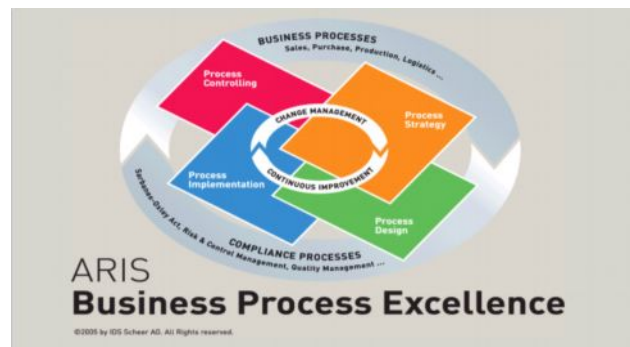 BUSINESS PROCESSES
Sales, Purchase, Production, Logistics ...
Process
Controlling
Process
Strategy
CHANGE MANAGEMENT
CONTINUOUS IMPROVEMENT
Process
Implementation
Process
Design
COMPLIANCE PROCESSES
Sarbanes-Oxley Act, Risk & Control Management, Quality Management ...
ARIS
Business Process Excellence
©2005 by IDS Scheer AG. All Rights reserved.